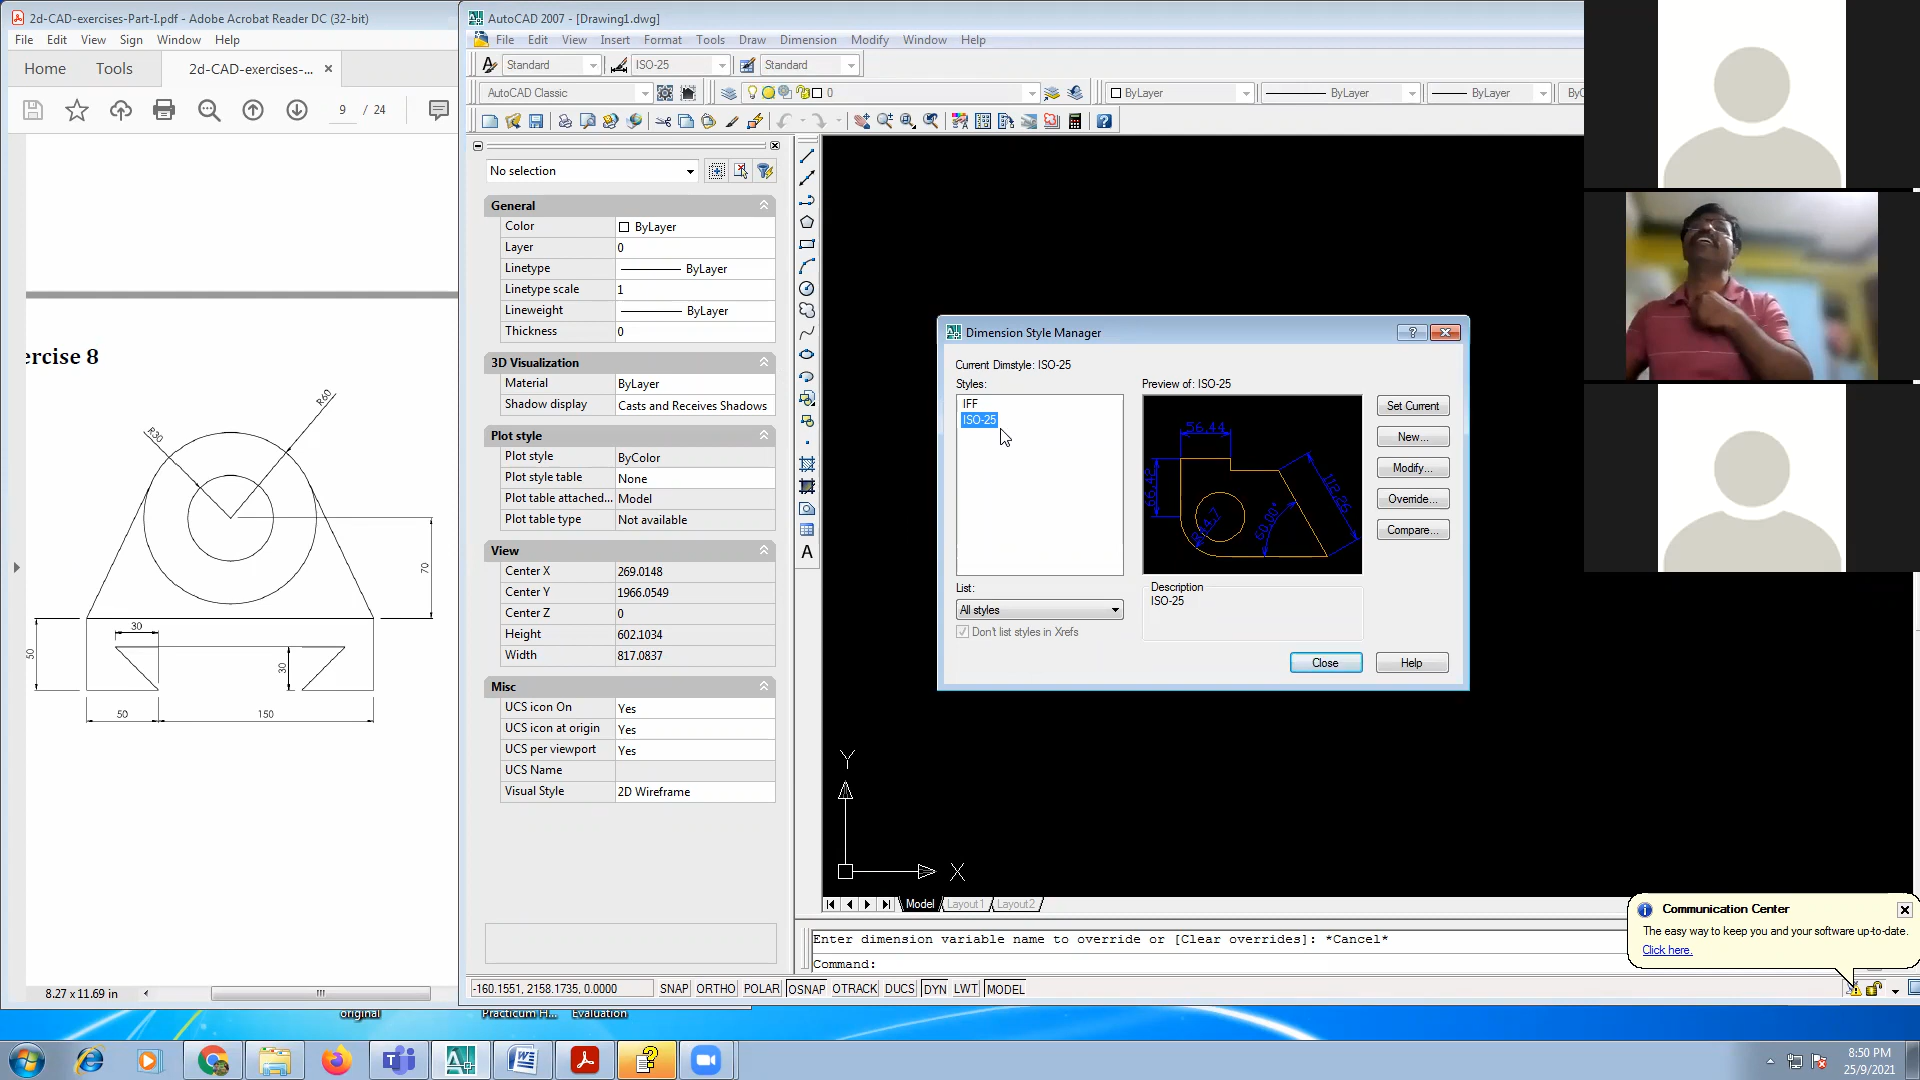 2d-CAD-exercises-Part-I.pdf - Adobe Acrobat Reader DC (32-bit)
File Edit View Sign Window Help
Home Tools 2d-CAD-exercises-... ×
9 / 24
ercise 8
R30
R60
70
50
30
30
50
150
8.27 x 11.69 in
AutoCAD 2007 - [Drawing1.dwg]
File Edit View Insert Format Tools Draw Dimension Modify Window Help
Standard ISO-25 Standard
AutoCAD Classic 0 ByLayer ByLayer ByLayer ByC
No selection
General
Color ByLayer
Layer 0
Linetype ByLayer
Linetype scale 1
Lineweight ByLayer
Thickness 0
3D Visualization
Material ByLayer
Shadow display Casts and Receives Shadows
Plot style
Plot style ByColor
Plot style table None
Plot table attached... Model
Plot table type Not available
View
Center X 269.0148
Center Y 1966.0549
Center Z 0
Height 602.1034
Width 817.0837
Misc
UCS icon On Yes
UCS icon at origin Yes
UCS per viewport Yes
UCS Name
Visual Style 2D Wireframe
A
Dimension Style Manager
Current Dimstyle: ISO-25
Styles:
IFF
ISO-25
Preview of: ISO-25
56.44
66.42
112.26
60.00°
Set Current
New...
Modify...
Override...
Compare...
List:
All styles
Don't list styles in Xrefs
Description
ISO-25
Close Help
Y
X
Model Layout1 Layout2
Enter dimension variable name to override or [Clear overrides]: *Cancel*
Command:
-160.1551, 2158.1735, 0.0000 SNAP ORTHO POLAR OSNAP OTRACK DUCS DYN LWT MODEL
Communication Center
The easy way to keep you and your software up-to-date.
Click here.
original Practicum H... Evaluation
8:50 PM
25/9/2021